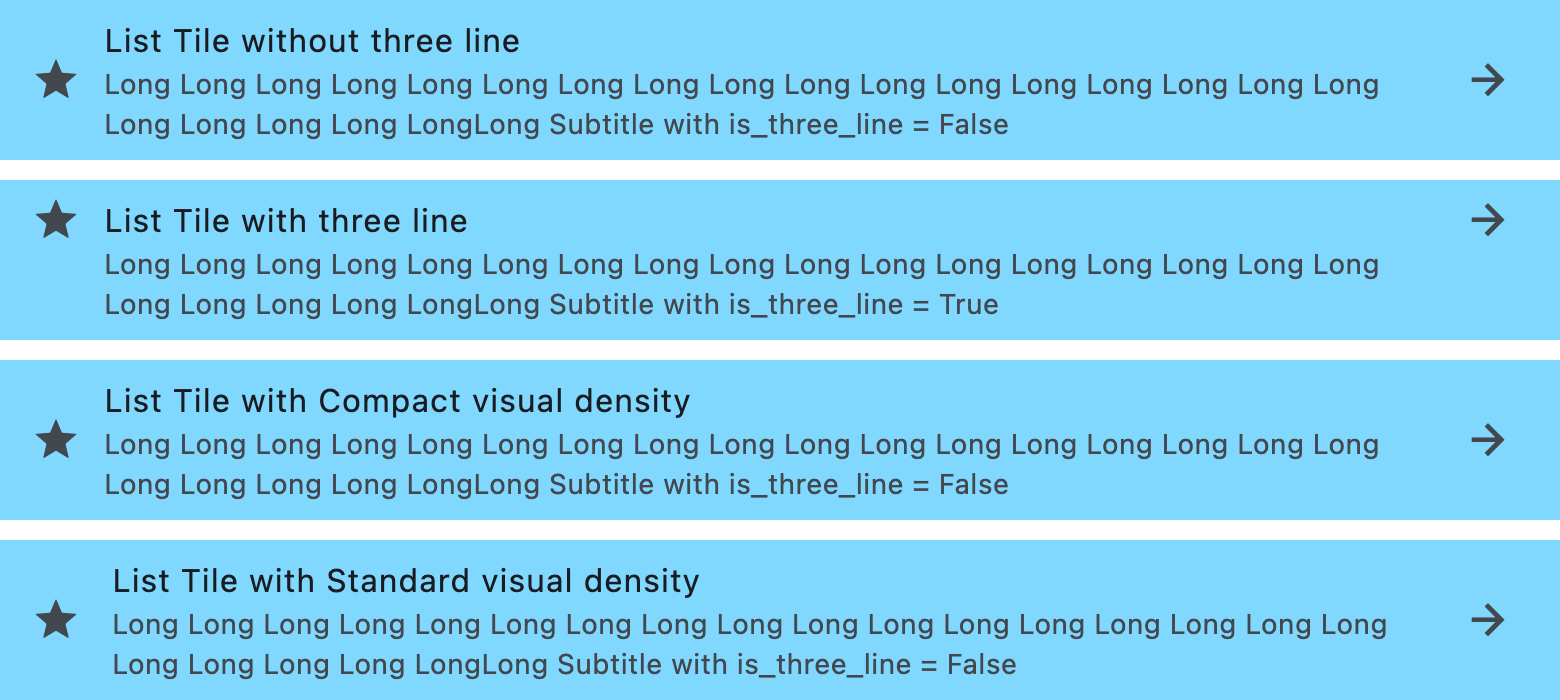 List Tile without three line
Long Long Long Long Long Long Long Long Long Long Long Long Long Long Long Long Long
Long Long Long Long LongLong Subtitle with is_three_line = False
List Tile with three line
Long Long Long Long Long Long Long Long Long Long Long Long Long Long Long Long Long
Long Long Long Long LongLong Subtitle with is_three_line = True
List Tile with Compact visual density
Long Long Long Long Long Long Long Long Long Long Long Long Long Long Long Long Long
Long Long Long Long LongLong Subtitle with is_three_line = False
List Tile with Standard visual density
Long Long Long Long Long Long Long Long Long Long Long Long Long Long Long Long Long
Long Long Long Long LongLong Subtitle with is_three_line = False